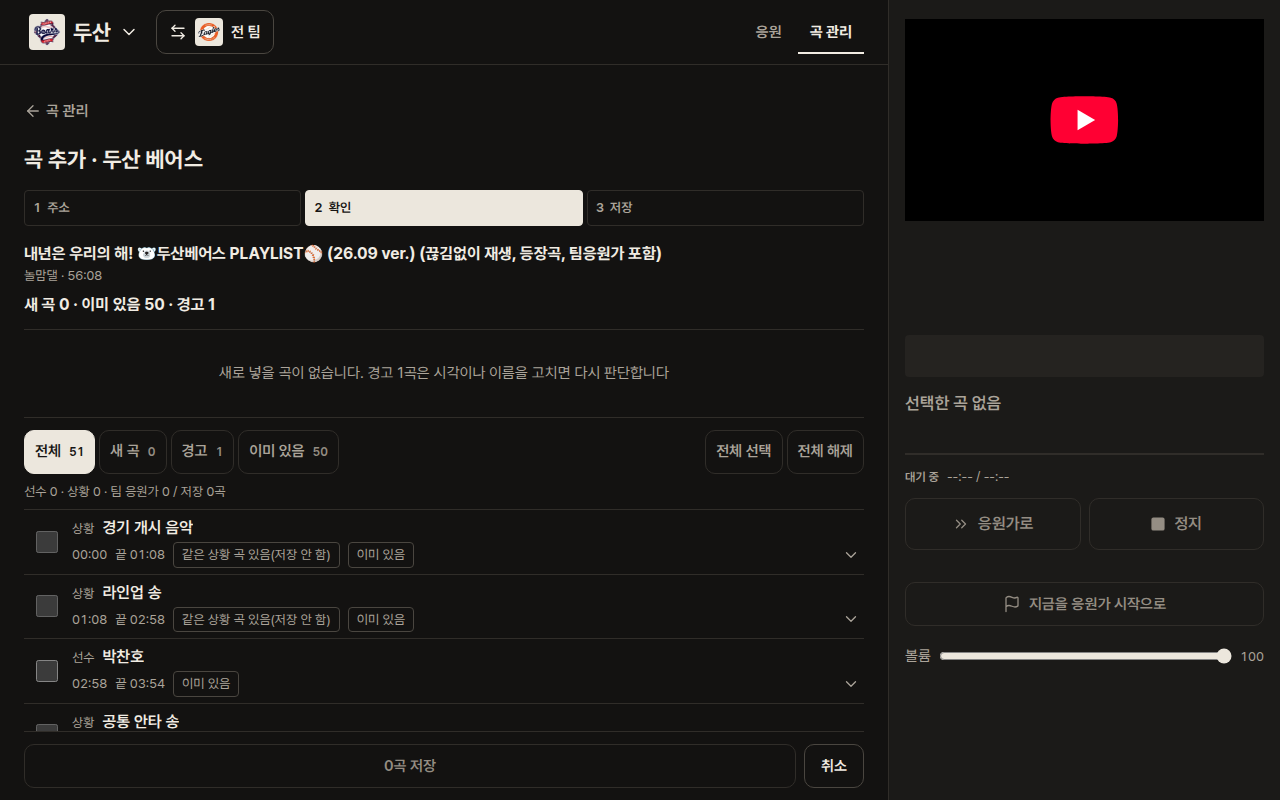 두산
전 팀
응원
곡 관리
곡 관리
곡 추가 · 두산 베어스
1 주소
2 확인
3 저장
내년은 우리의 해! 🐻‍❄️두산베어스 PLAYLIST⚾ (26.09 ver.) (끊김없이 재생, 등장곡, 팀응원가 포함)
놀맘댈 · 56:08
새 곡 0 · 이미 있음 50 · 경고 1
새로 넣을 곡이 없습니다. 경고 1곡은 시각이나 이름을 고치면 다시 판단합니다
전체 51
새 곡 0
경고 1
이미 있음 50
전체 선택
전체 해제
선수 0 · 상황 0 · 팀 응원가 0 / 저장 0곡
상황 경기 개시 음악
00:00 끝 01:08 같은 상황 곡 있음(저장 안 함) 이미 있음
상황 라인업 송
01:08 끝 02:58 같은 상황 곡 있음(저장 안 함) 이미 있음
선수 박찬호
02:58 끝 03:54 이미 있음
상황 공통 안타 송
0곡 저장
취소
선택한 곡 없음
대기 중 --:-- / --:--
응원가로
정지
지금을 응원가 시작으로
볼륨 100